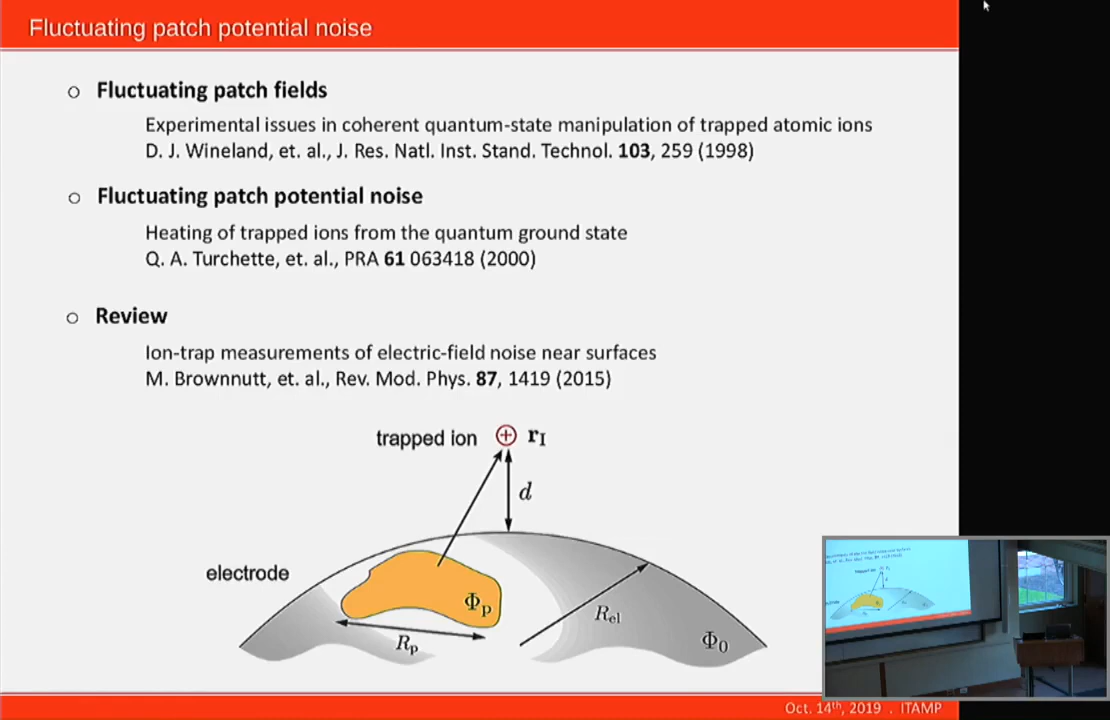 Fluctuating patch potential noise
o Fluctuating patch fields
Experimental issues in coherent quantum-state manipulation of trapped atomic ions
D. J. Wineland, et. al., J. Res. Natl. Inst. Stand. Technol. 103, 259 (1998)
o Fluctuating patch potential noise
Heating of trapped ions from the quantum ground state
Q. A. Turchette, et. al., PRA 61 063418 (2000)
o Review
Ion-trap measurements of electric-field noise near surfaces
M. Brownnutt, et. al., Rev. Mod. Phys. 87, 1419 (2015)
trapped ion + rI
d
electrode
Φp
Rel
Rp
Φ0
Oct. 14th, 2019 . ITAMP